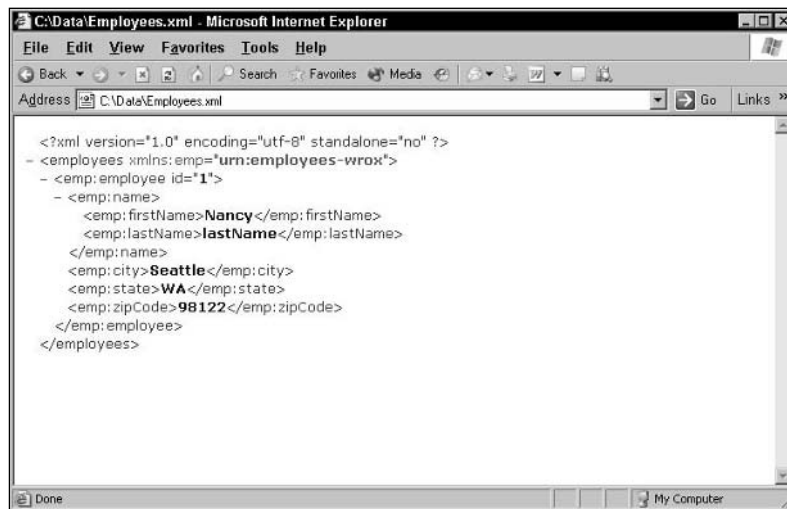 C:\Data\Employees.xml - Microsoft Internet Explorer
File Edit View Favorites Tools Help
Back Search Favorites Media
Address C:\Data\Employees.xml Go Links »
<?xml version="1.0" encoding="utf-8" standalone="no" ?>
- <employees xmlns:emp="urn:employees-wrox">
- <emp:employee id="1">
- <emp:name>
<emp:firstName>Nancy</emp:firstName>
<emp:lastName>lastName</emp:lastName>
</emp:name>
<emp:city>Seattle</emp:city>
<emp:state>WA</emp:state>
<emp:zipCode>98122</emp:zipCode>
</emp:employee>
</employees>
Done My Computer